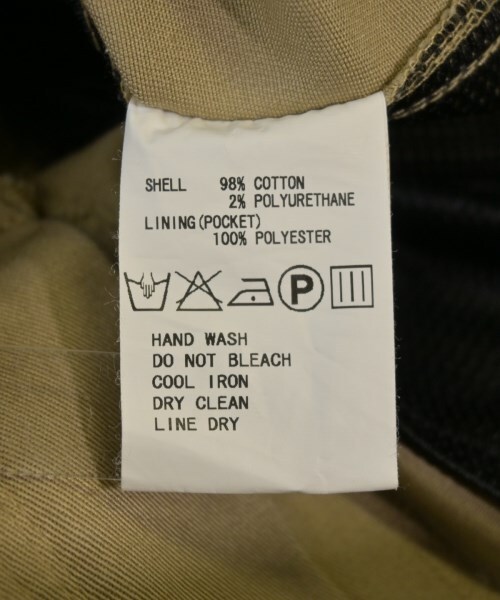 SHELL 98% COTTON
2% POLYURETHANE
LINING(POCKET)
100% POLYESTER
P
HAND WASH
DO NOT BLEACH
COOL IRON
DRY CLEAN
LINE DRY